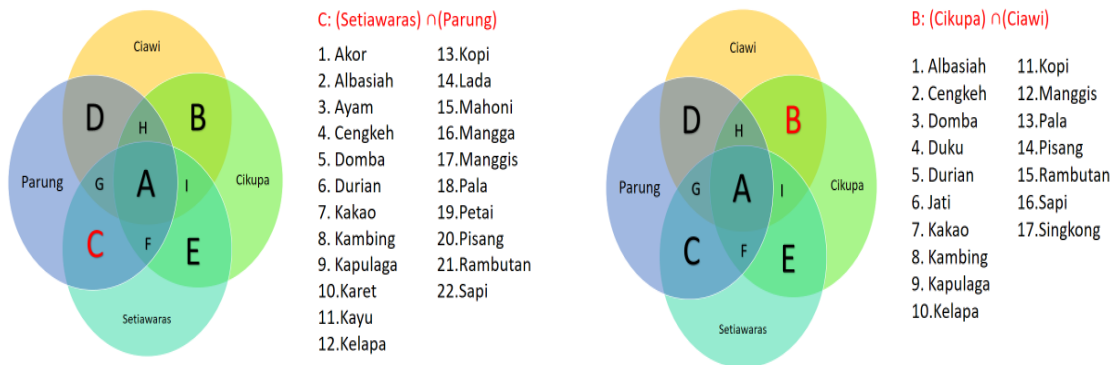 Ciawi
D
H
B
Parung
G
A
I
Cikupa
C
F
E
Setiawaras
C: (Setiawaras) ∩(Parung)
1. Akor
2. Albasiah
3. Ayam
4. Cengkeh
5. Domba
6. Durian
7. Kakao
8. Kambing
9. Kapulaga
10.Karet
11.Kayu
12.Kelapa
13.Kopi
14.Lada
15.Mahoni
16.Mangga
17.Manggis
18.Pala
19.Petai
20.Pisang
21.Rambutan
22.Sapi
Ciawi
D
H
B
Parung
G
A
I
Cikupa
C
F
E
Setiawaras
B: (Cikupa) ∩(Ciawi)
1. Albasiah
2. Cengkeh
3. Domba
4. Duku
5. Durian
6. Jati
7. Kakao
8. Kambing
9. Kapulaga
10.Kelapa
11.Kopi
12.Manggis
13.Pala
14.Pisang
15.Rambutan
16.Sapi
17.Singkong